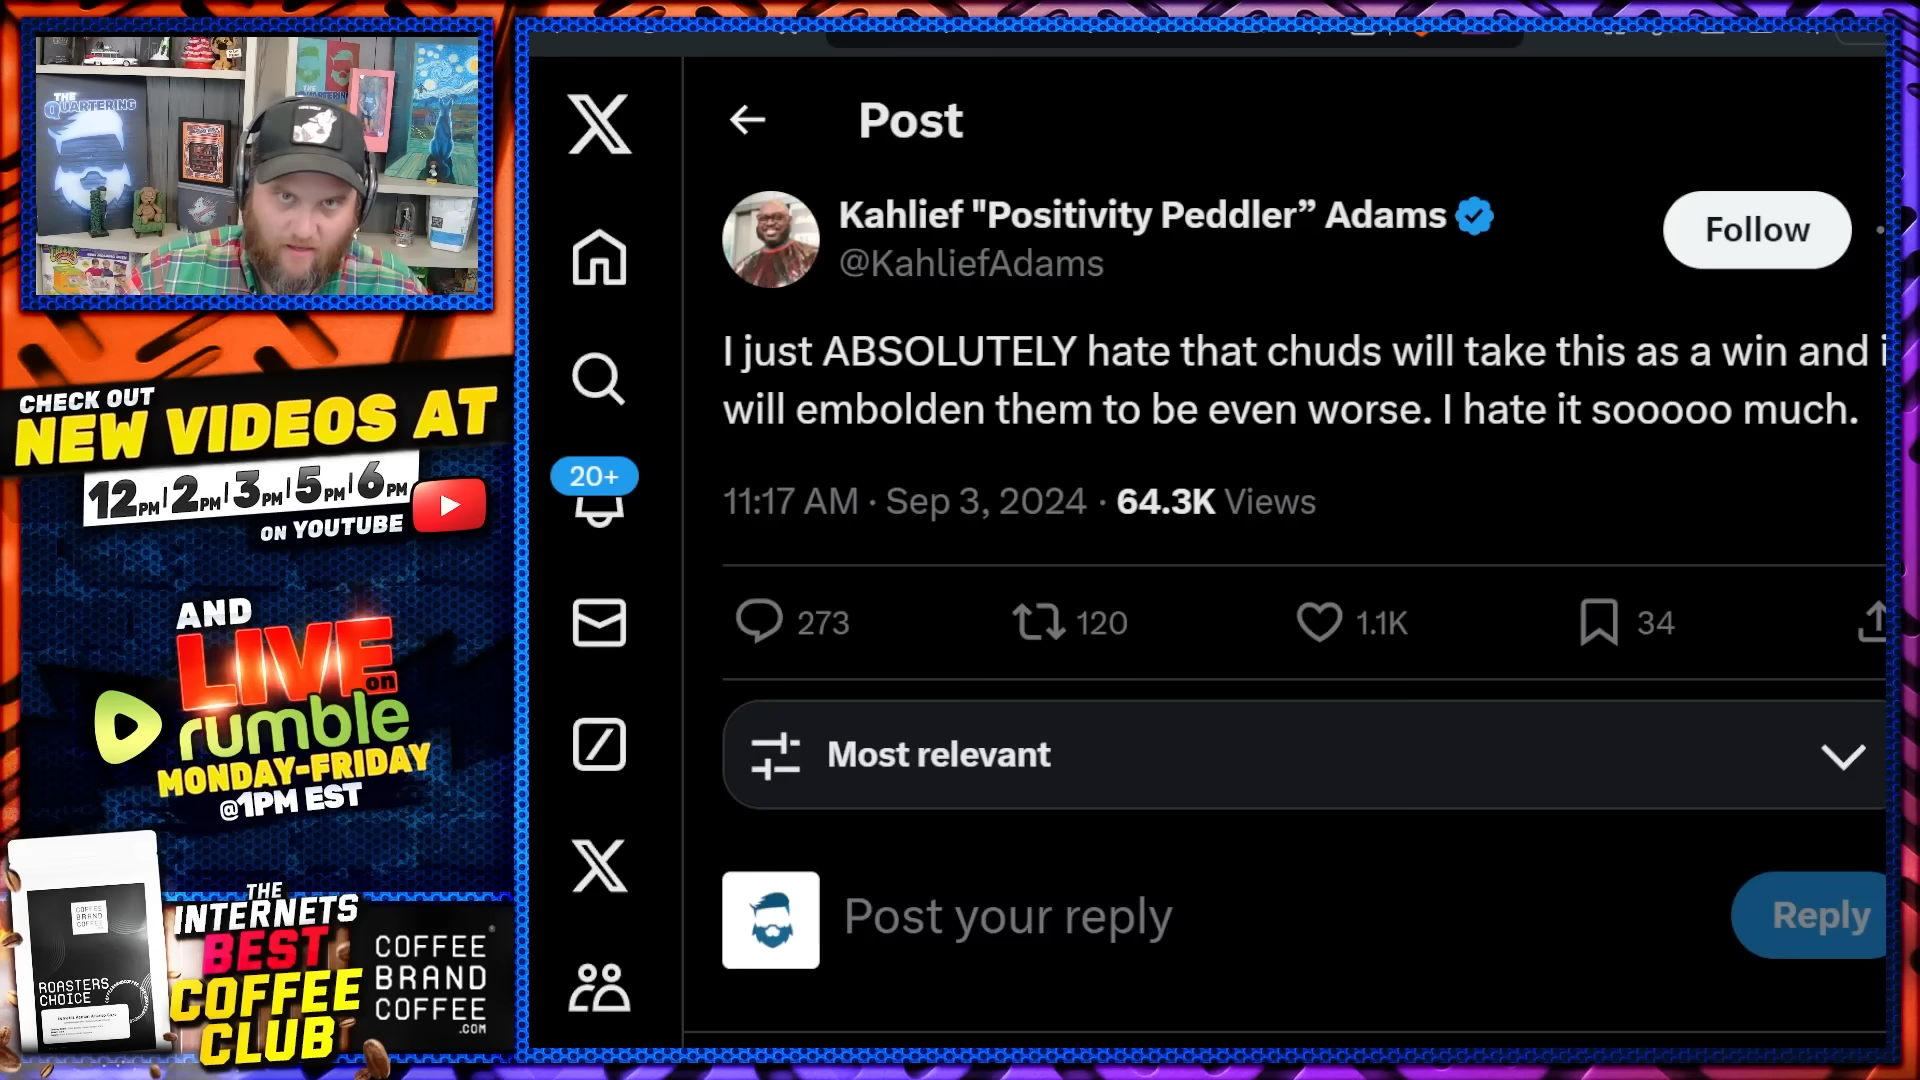 THE
QUARTERING
CHECK OUT
NEW VIDEOS AT
12PM | 2PM | 3PM | 5PM | 6PM
ON YOUTUBE
AND
LIVE
on
rumble
MONDAY-FRIDAY
@1PM EST
THE
INTERNETS
BEST
COFFEE
CLUB
COFFEE
BRAND
COFFEE
.COM
COFFEE
BRAND
COFFEE
ROASTERS
CHOICE
Post
Kahlief "Positivity Peddler” Adams
@KahliefAdams
Follow
I just ABSOLUTELY hate that chuds will take this as a win and i
will embolden them to be even worse. I hate it sooooo much.
11:17 AM · Sep 3, 2024 · 64.3K Views
20+
273 120 1.1K 34
Most relevant
Post your reply
Reply